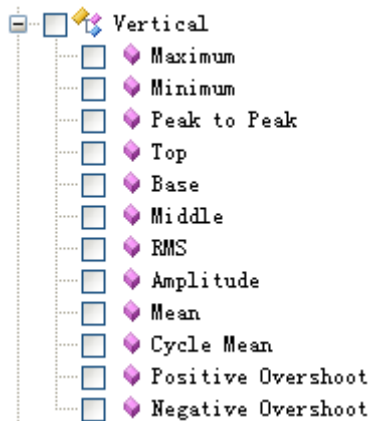 Vertical
Maximum
Minimum
Peak to Peak
Top
Base
Middle
RMS
Amplitude
Mean
Cycle Mean
Positive Overshoot
Negative Overshoot